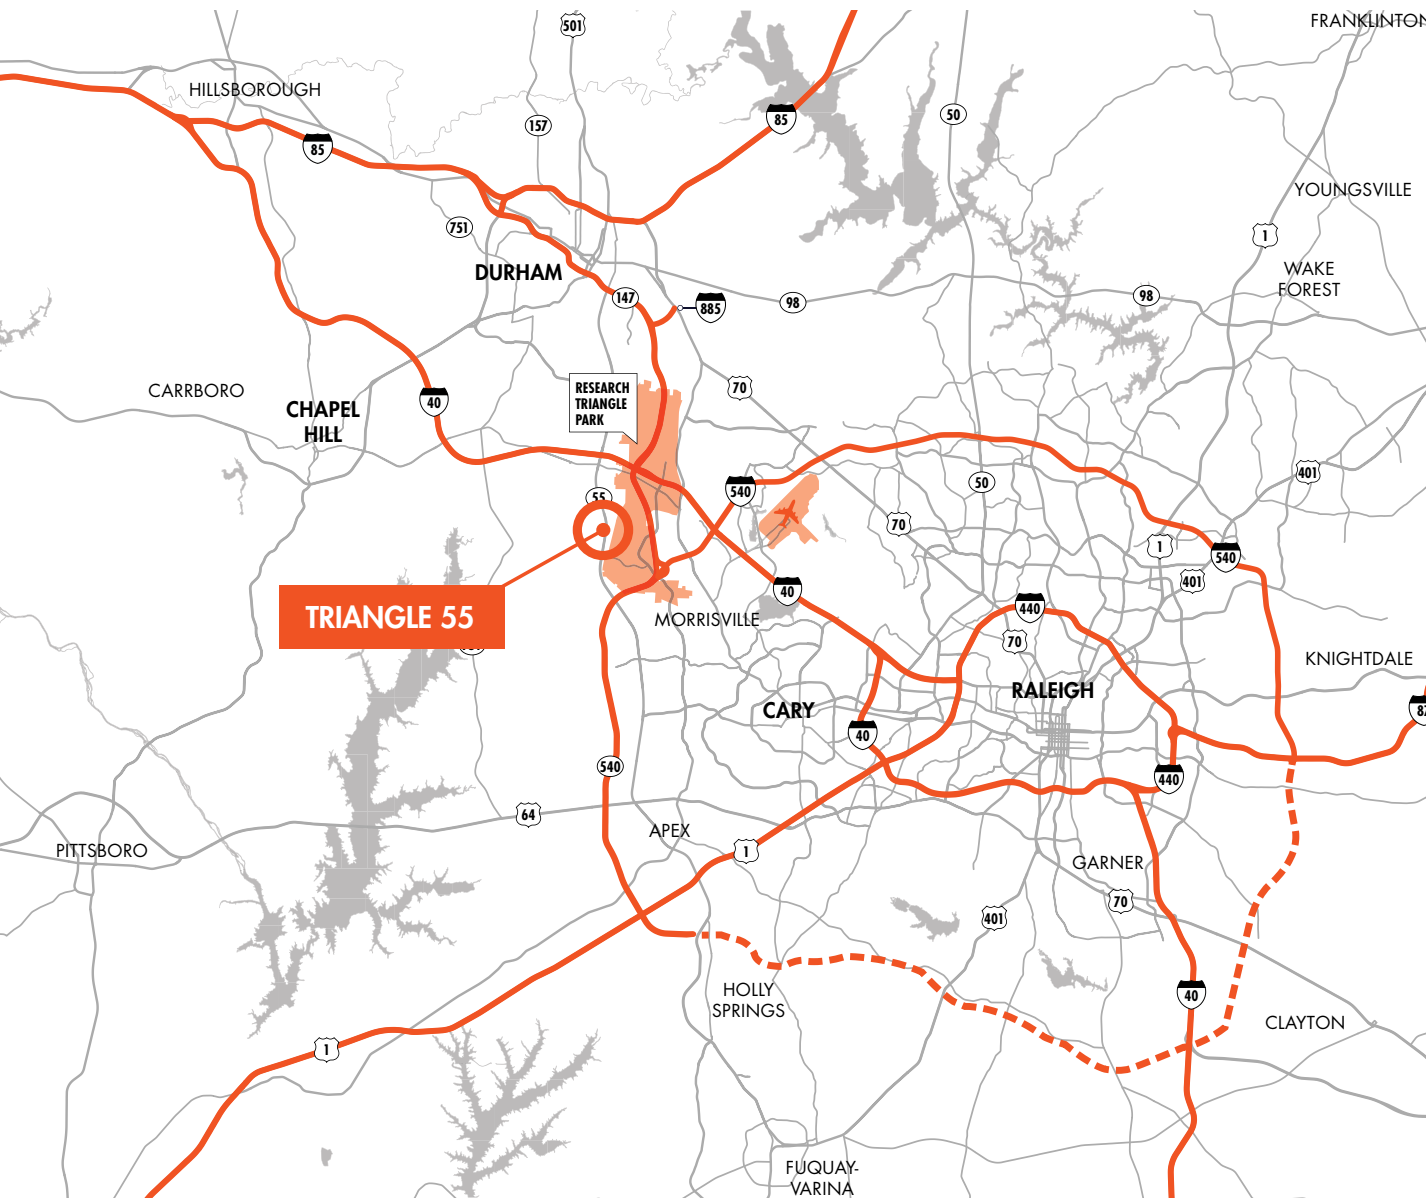 FRANKLINTON
501
HILLSBOROUGH
85
157
85
50
YOUNGSVILLE
751
1
DURHAM
WAKE
FOREST
147
885
98
98
RESEARCH
TRIANGLE
PARK
70
CARRBORO
40
CHAPEL
HILL
401
50
540
55
70
1
540
401
TRIANGLE 55
40
MORRISVILLE
440
70
KNIGHTDALE
RALEIGH
CARY
40
540
440
64
APEX
1
PITTSBORO
GARNER
70
401
HOLLY
SPRINGS
40
CLAYTON
1
FUQUAY-
VARINA